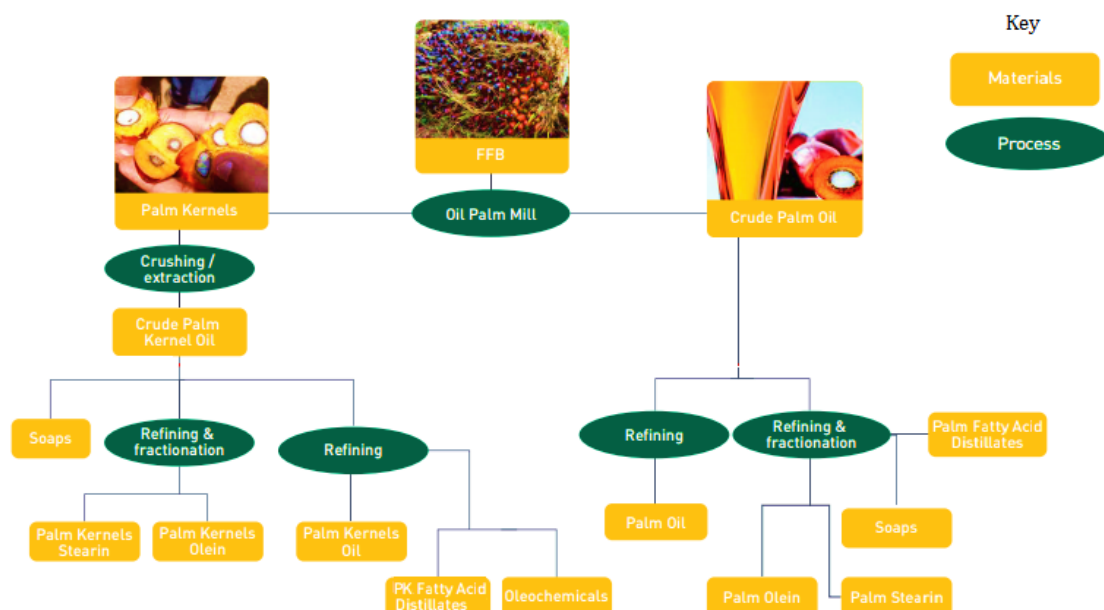 Key
Materials
Process
FFB
Oil Palm Mill
Palm Kernels
Crude Palm Oil
Crushing /
extraction
Crude Palm
Kernel Oil
Soaps
Refining &
fractionation
Refining
Palm Kernels
Stearin
Palm Kernels
Olein
Palm Kernels
Oil
PK Fatty Acid
Distillates
Oleochemicals
Refining
Refining &
fractionation
Palm Fatty Acid
Distillates
Palm Oil
Soaps
Palm Olein
Palm Stearin